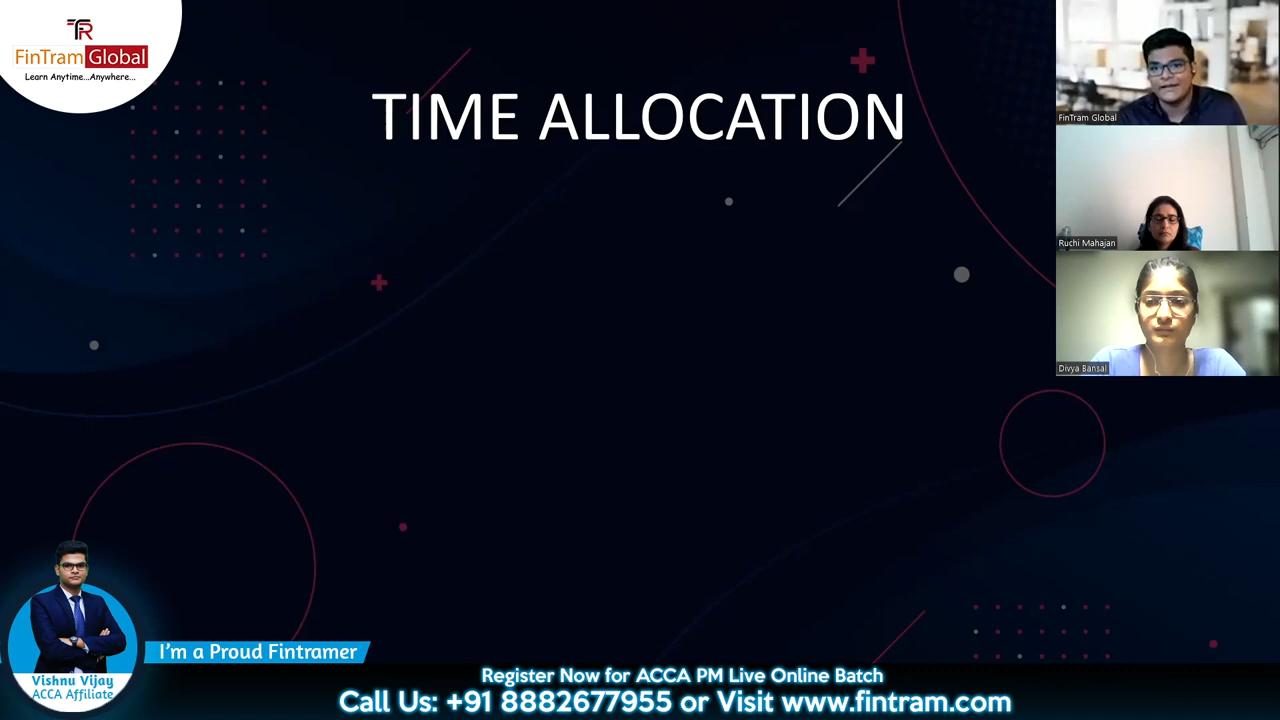 TR
FinTram Global
Learn Anytime...Anywhere...
TIME ALLOCATION
FinTram Global
Ruchi Mahajan
Divya Bansal
I'm a Proud Fintramer
Vishnu Vijay
ACCA Affiliate
Register Now for ACCA PM Live Online Batch
Call Us: +91 8882677955 or Visit www.fintram.com